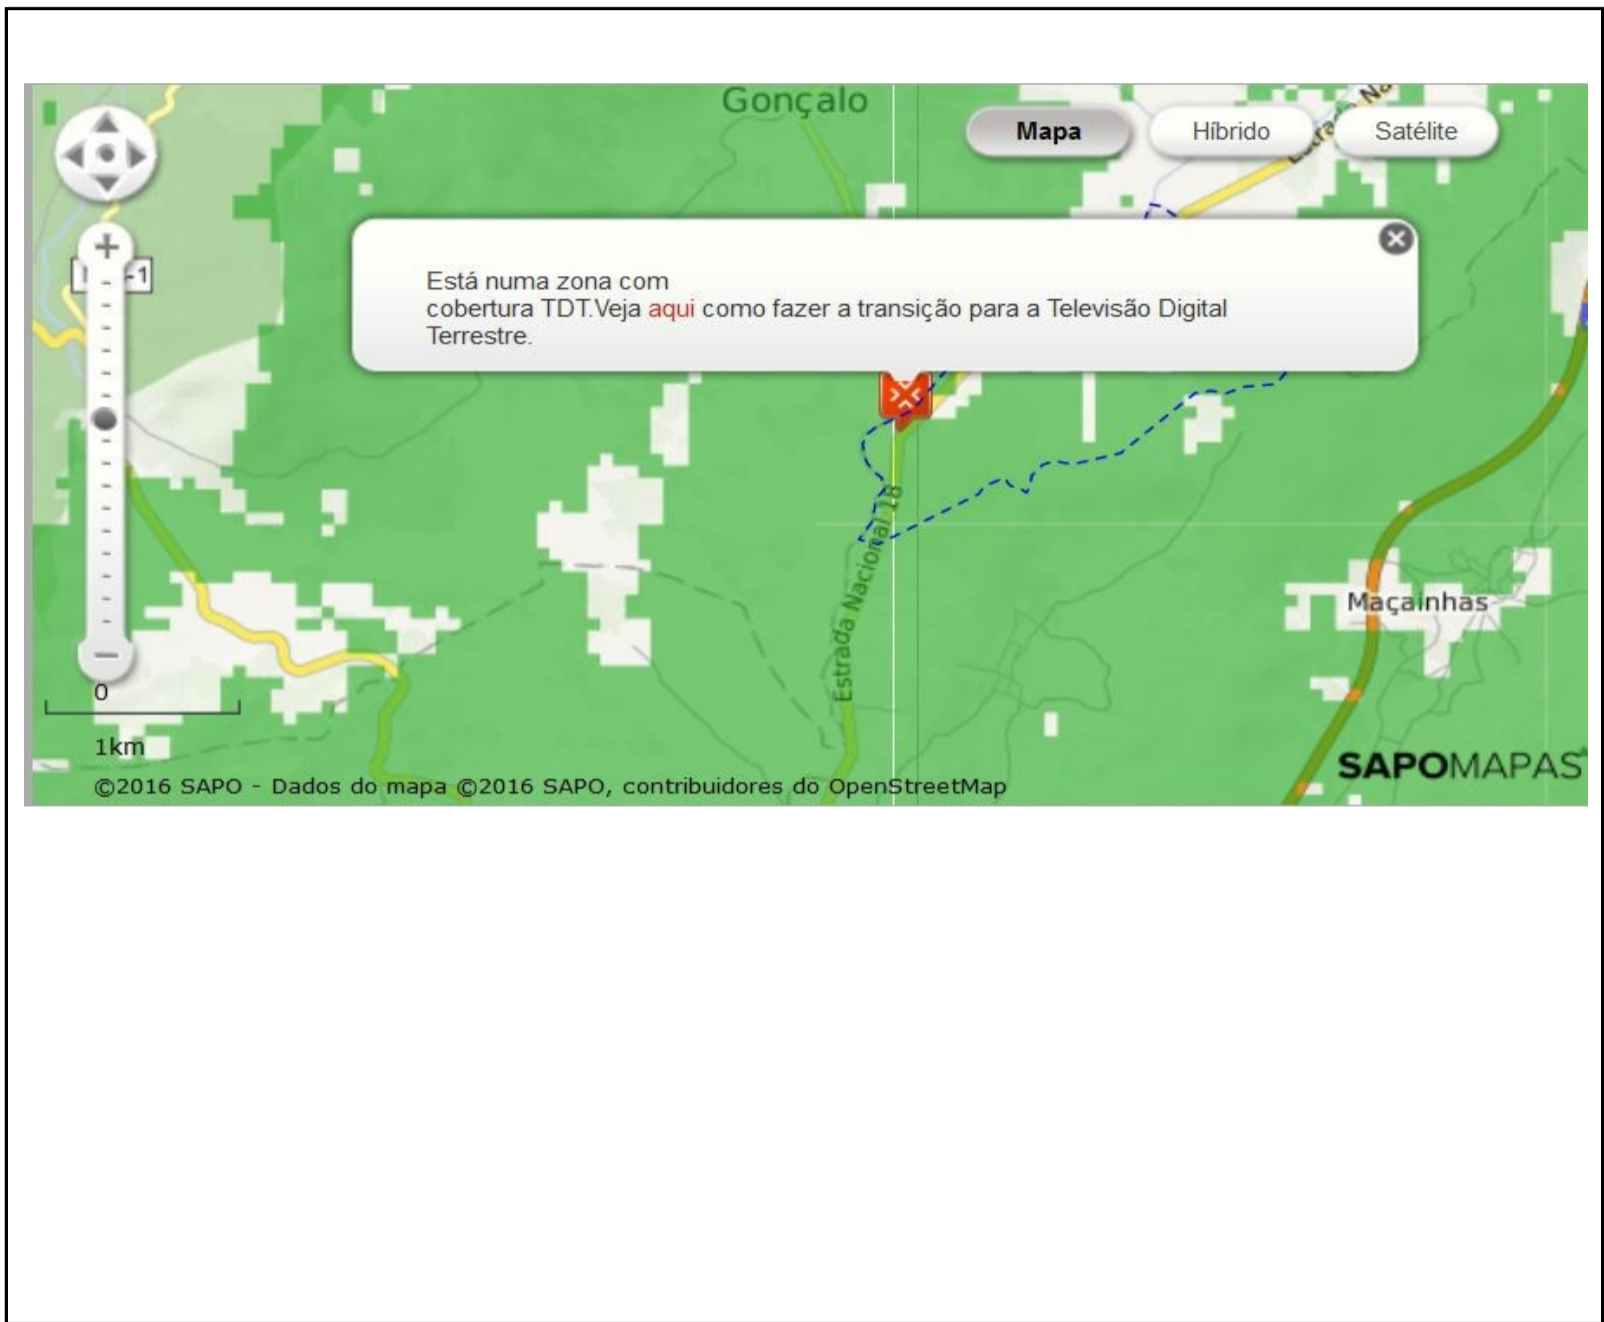 Gonçalo
Mapa
Híbrido
Satélite
Está numa zona com
cobertura TDT.Veja aqui como fazer a transição para a Televisão Digital
Terrestre.
Estrada Nacional 18
Maçainhas
0
1km
SAPOMAPAS
©2016 SAPO - Dados do mapa ©2016 SAPO, contribuidores do OpenStreetMap